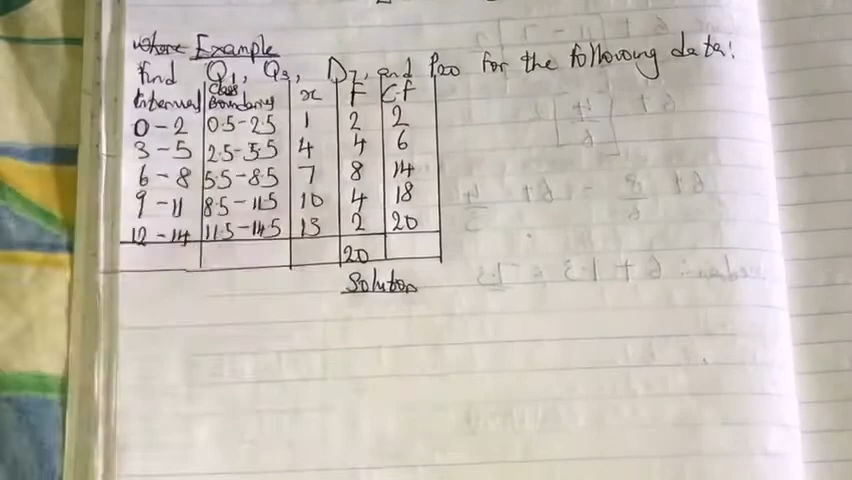 where Example
find Q1, Q3, D7, and P20 for the following data:
Interval Class Boundary x F C.F
0-2 0.5-2.5 1 2 2
3-5 2.5-5.5 4 4 6
6-8 5.5-8.5 7 8 14
9-11 8.5-11.5 10 4 18
12-14 11.5-14.5 13 2 20
20
Solution